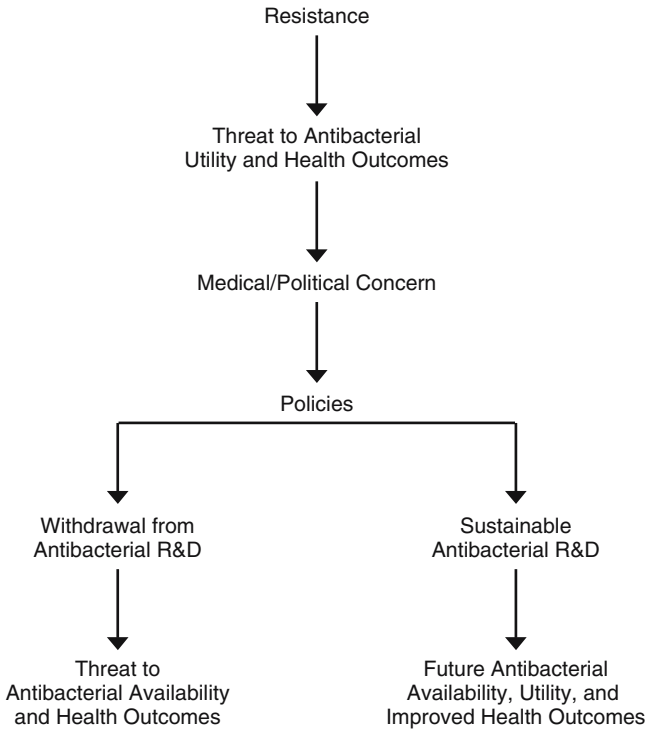 Resistance
Threat to Antibacterial
Utility and Health Outcomes
Medical/Political Concern
Policies
Withdrawal from
Antibacterial R&D
Sustainable
Antibacterial R&D
Threat to
Antibacterial Availability
and Health Outcomes
Future Antibacterial
Availability, Utility, and
Improved Health Outcomes